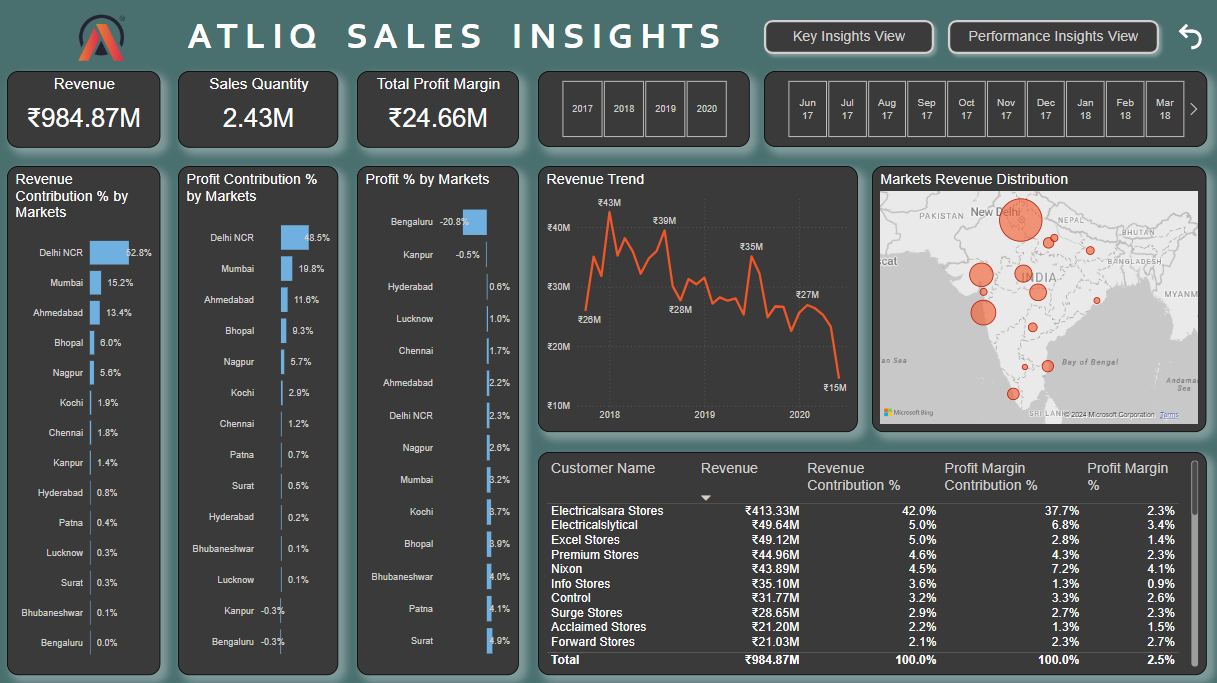 ATLIQ SALES INSIGHTS
Key Insights View
Performance Insights View
Revenue
₹984.87M
Sales Quantity
2.43M
Total Profit Margin
₹24.66M
2017
2018
2019
2020
Jun
17
Jul
17
Aug
17
Sep
17
Oct
17
Nov
17
Dec
17
Jan
18
Feb
18
Mar
18
Revenue
Contribution % by
Markets
Delhi NCR 52.8%
Mumbai 15.2%
Ahmedabad 13.4%
Bhopal 6.0%
Nagpur 5.6%
Kochi 1.9%
Chennai 1.8%
Kanpur 1.4%
Hyderabad 0.8%
Patna 0.4%
Lucknow 0.3%
Surat 0.3%
Bhubaneshwar 0.1%
Bengaluru 0.0%
Profit Contribution %
by Markets
Delhi NCR 48.5%
Mumbai 19.8%
Ahmedabad 11.6%
Bhopal 9.3%
Nagpur 5.7%
Kochi 2.9%
Chennai 1.2%
Patna 0.7%
Surat 0.5%
Hyderabad 0.2%
Bhubaneshwar 0.1%
Lucknow 0.1%
Kanpur -0.3%
Bengaluru -0.3%
Profit % by Markets
Bengaluru -20.8%
Kanpur -0.5%
Hyderabad 0.6%
Lucknow 1.0%
Chennai 1.7%
Ahmedabad 2.2%
Delhi NCR 2.3%
Nagpur 2.6%
Mumbai 3.2%
Kochi 3.7%
Bhopal 3.9%
Bhubaneshwar 4.0%
Patna 4.1%
Surat 4.9%
Revenue Trend
₹40M
₹30M
₹20M
₹10M
₹26M
₹43M
₹39M
₹28M
₹35M
₹27M
₹15M
2018
2019
2020
Markets Revenue Distribution
PAKISTAN
New Delhi
NEPAL
BHUTAN
BANGLADESH
cat
INDIA
MYANM
an Sea
Bay of Bengal
Andaman
Sea
SRI LAN
Microsoft Bing
© 2024 Microsoft Corporation Terms
Customer Name Revenue Revenue Contribution % Profit Margin Contribution % Profit Margin %
Electricalsara Stores ₹413.33M 42.0% 37.7% 2.3%
Electricalslytical ₹49.64M 5.0% 6.8% 3.4%
Excel Stores ₹49.12M 5.0% 2.8% 1.4%
Premium Stores ₹44.96M 4.6% 4.3% 2.3%
Nixon ₹43.89M 4.5% 7.2% 4.1%
Info Stores ₹35.10M 3.6% 1.3% 0.9%
Control ₹31.77M 3.2% 3.3% 2.6%
Surge Stores ₹28.65M 2.9% 2.7% 2.3%
Acclaimed Stores ₹21.20M 2.2% 1.3% 1.5%
Forward Stores ₹21.03M 2.1% 2.3% 2.7%
Total ₹984.87M 100.0% 100.0% 2.5%